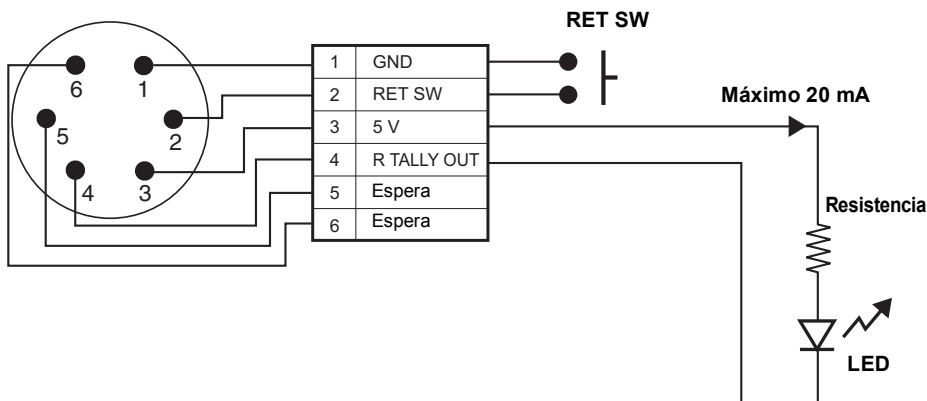 RET SW
6
1
5
2
4
3
1 GND
2 RET SW
3 5 V
4 R TALLY OUT
5 Espera
6 Espera
Máximo 20 mA
Resistencia
LED